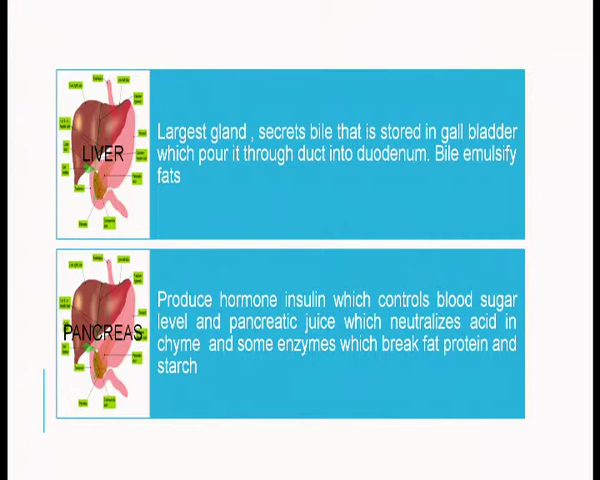 LIVER
Largest gland , secrets bile that is stored in gall bladder
which pour it through duct into duodenum. Bile emulsify
fats
PANCREAS
Produce hormone insulin which controls blood sugar
level and pancreatic juice which neutralizes acid in
chyme and some enzymes which break fat protein and
starch